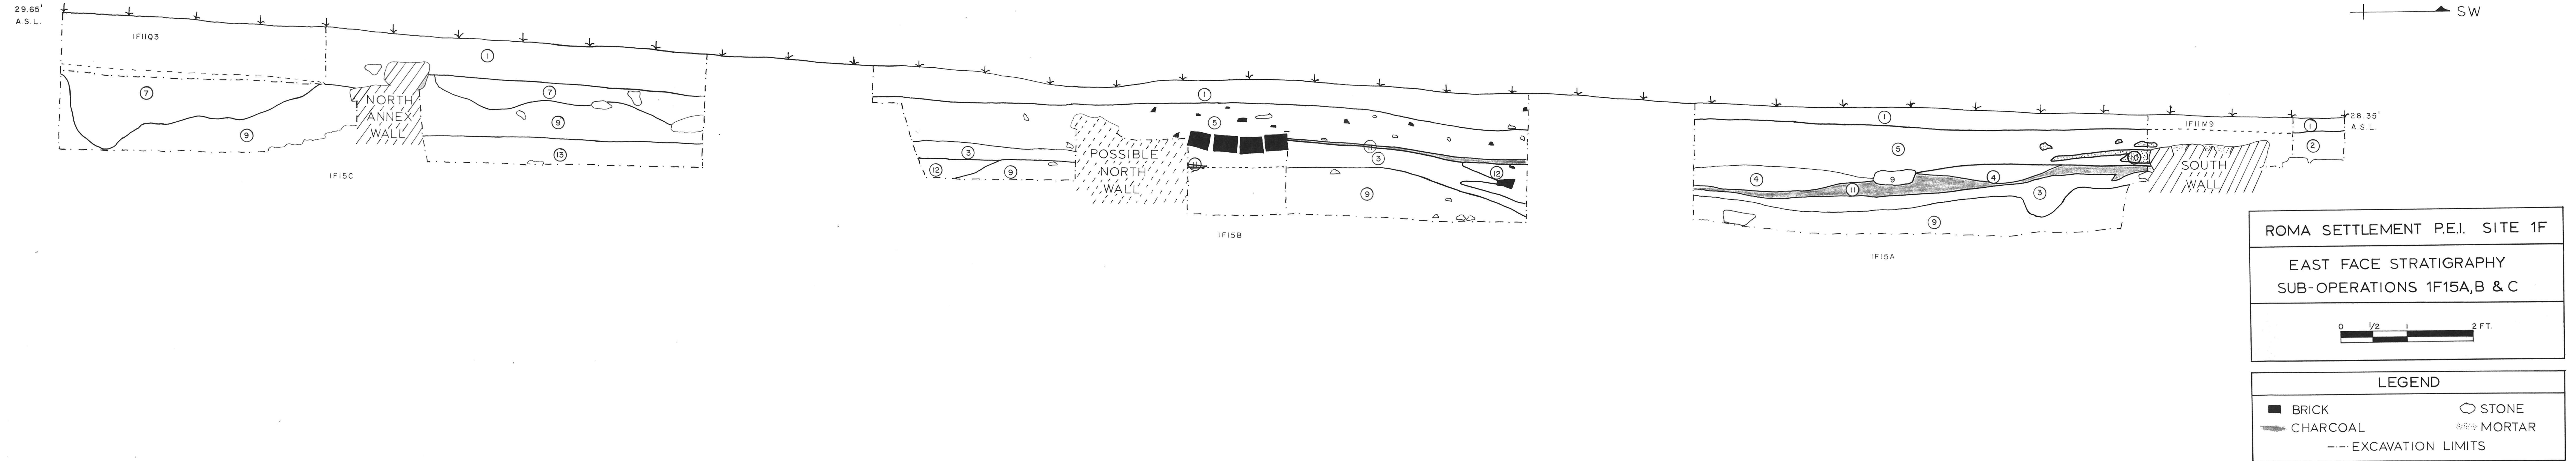 29.65'
A.S.L.
SW
1F11Q3
1
7
9
NORTH
ANNEX
WALL
7
9
13
1F15C
1
5
3
12
9
POSSIBLE
NORTH
WALL
11
11
3
9
12
1F15B
1
5
4
9
4
11
10
3
9
1F15A
1F11M9
SOUTH
WALL
1
2
28.35'
A.S.L.
ROMA SETTLEMENT P.E.I. SITE 1F
EAST FACE STRATIGRAPHY
SUB-OPERATIONS 1F15A,B & C
0 1/2 1 2 FT.
LEGEND
BRICK STONE
CHARCOAL MORTAR
EXCAVATION LIMITS